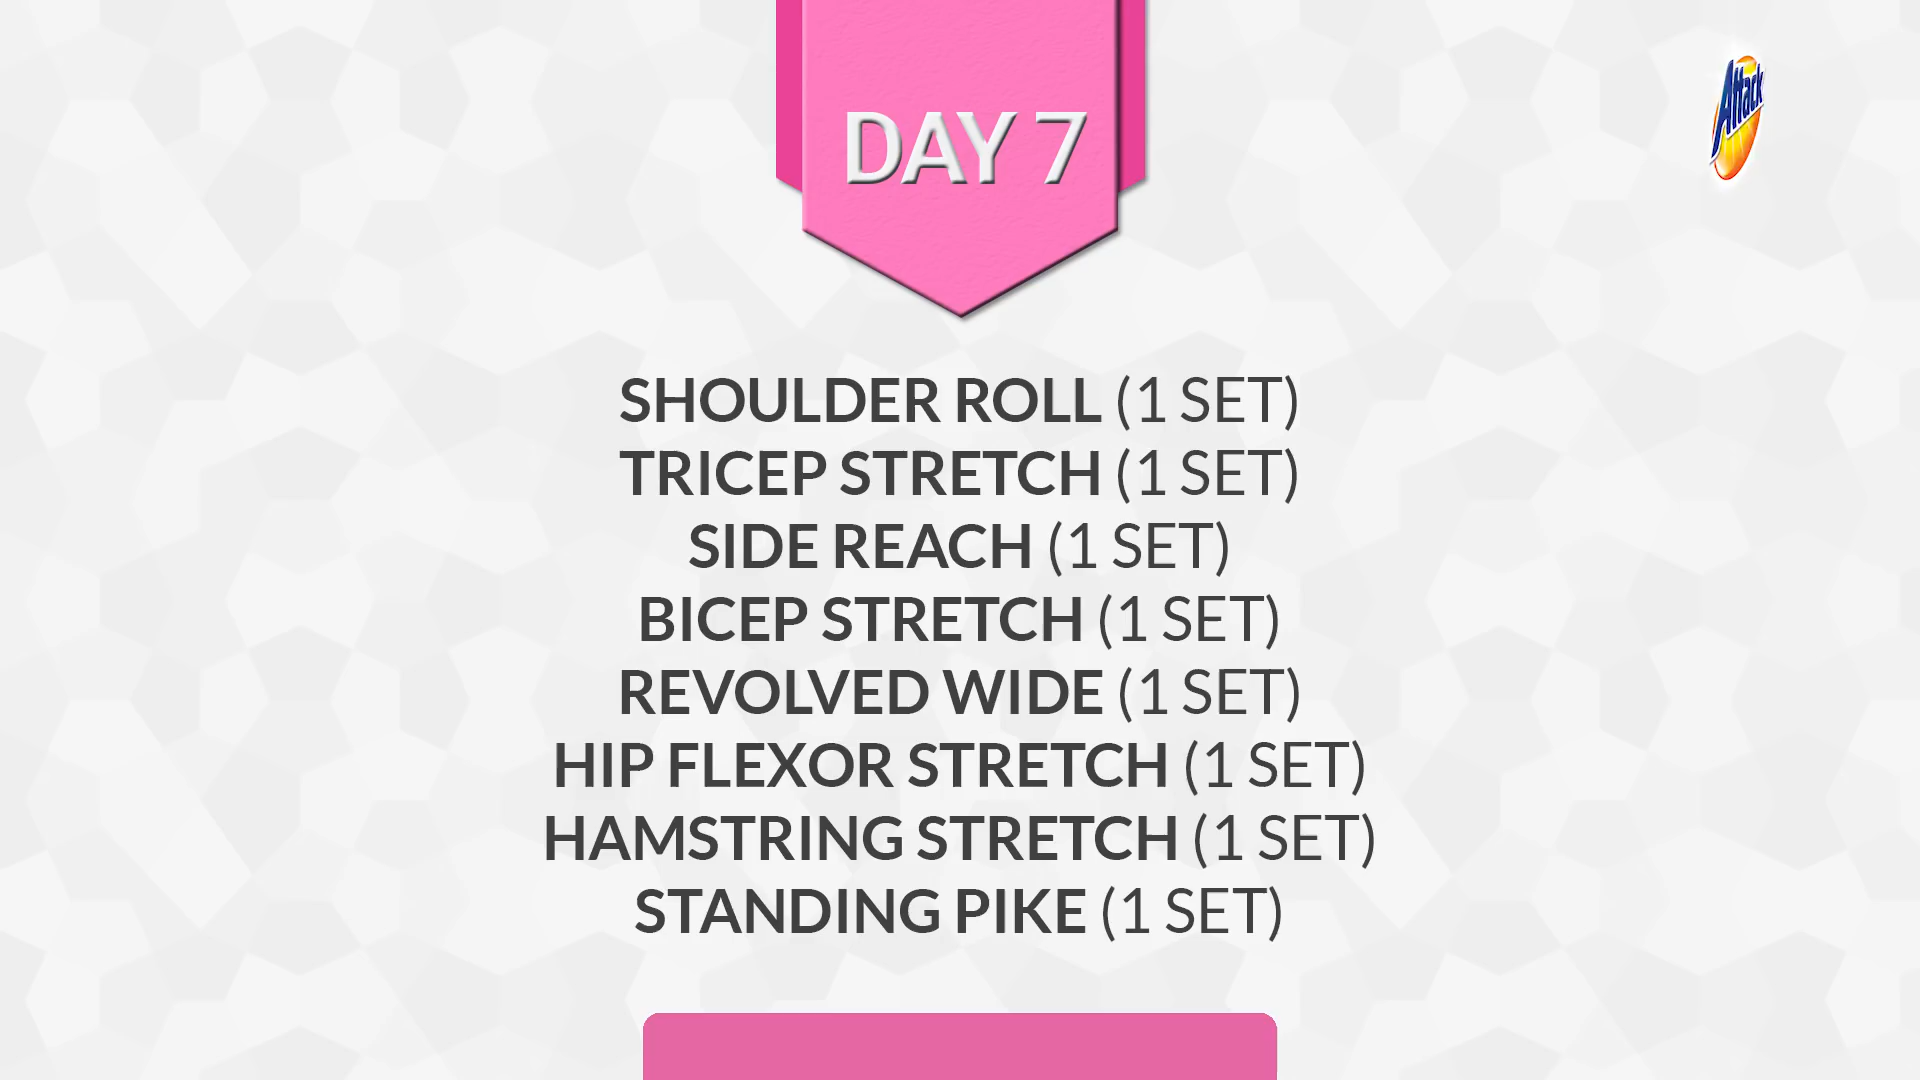 DAY 7
Attack
SHOULDER ROLL (1 SET)
TRICEP STRETCH (1 SET)
SIDE REACH (1 SET)
BICEP STRETCH (1 SET)
REVOLVED WIDE (1 SET)
HIP FLEXOR STRETCH (1 SET)
HAMSTRING STRETCH (1 SET)
STANDING PIKE (1 SET)